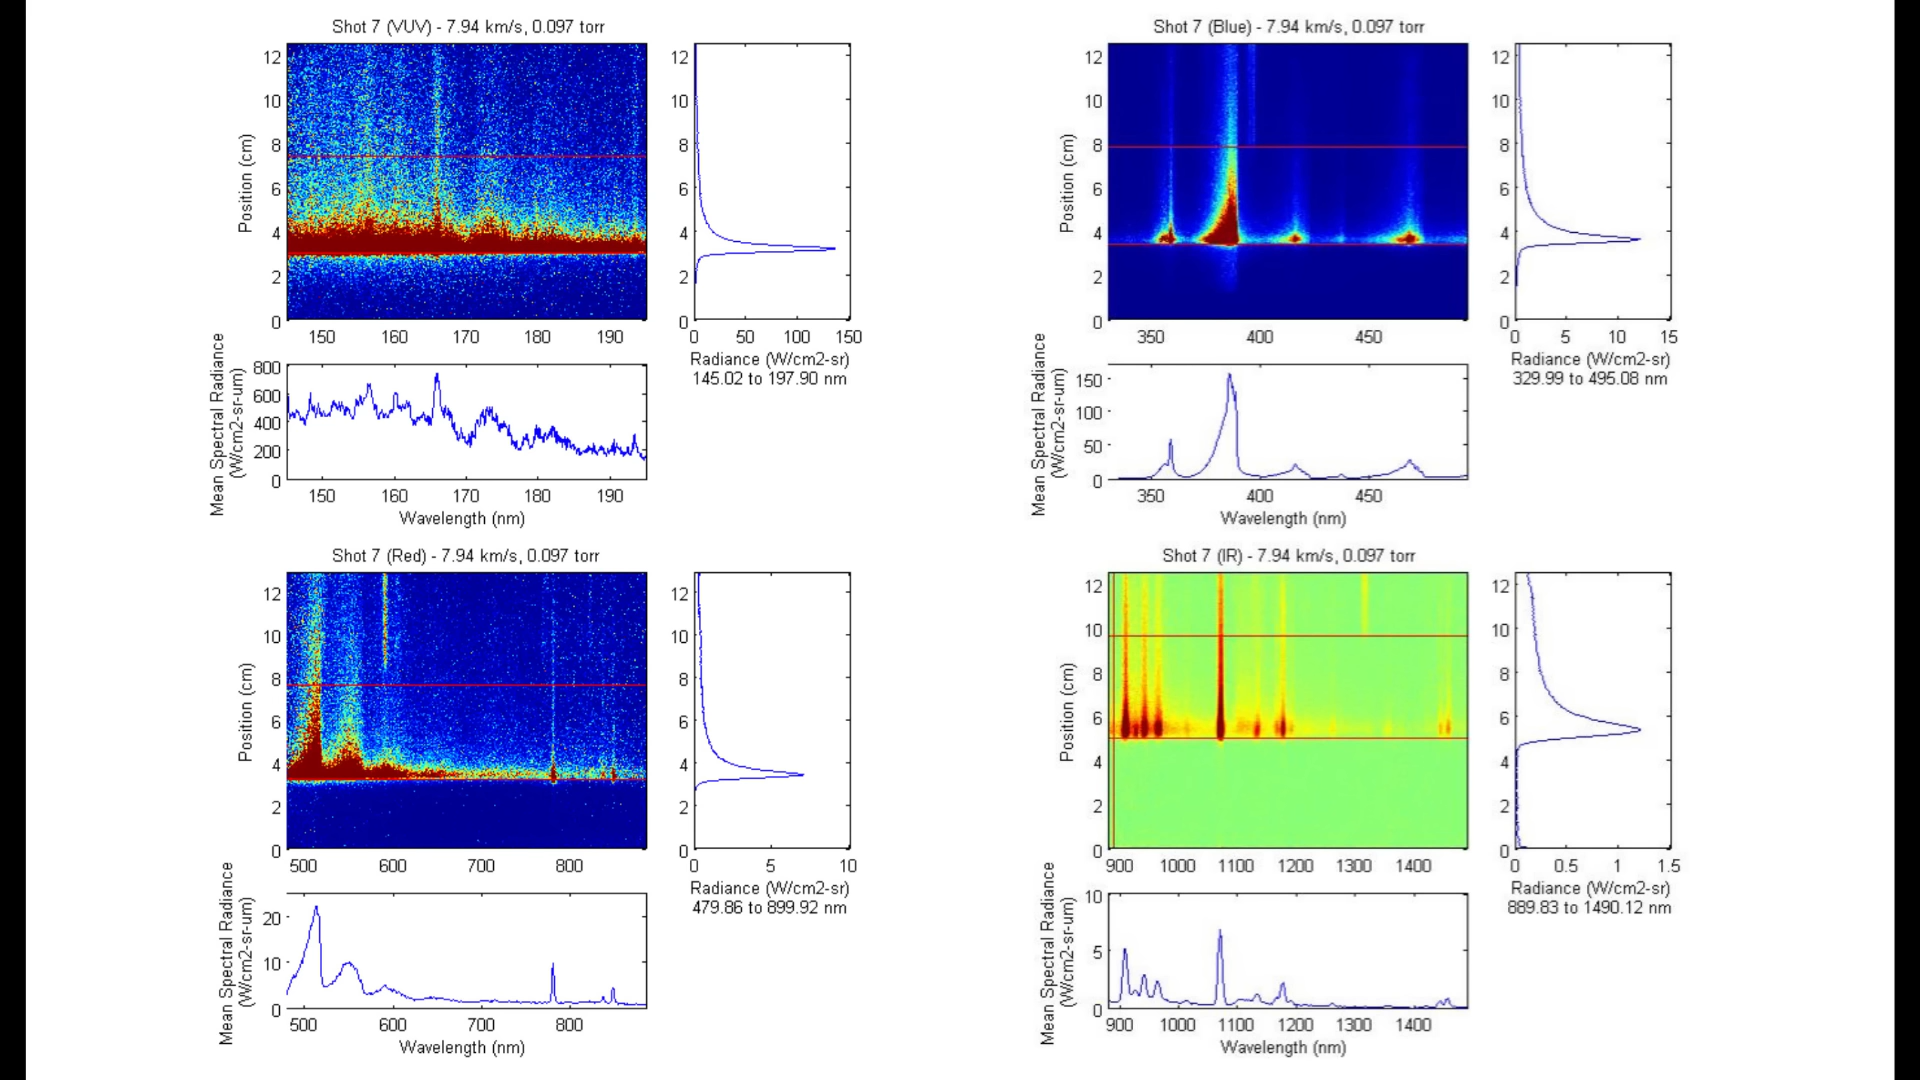 Shot 7 (VUV) - 7.94 km/s, 0.097 torr
Position (cm)
12
10
8
6
4
2
0
150 160 170 180 190
12
10
8
6
4
2
0
0 50 100 150
Radiance (W/cm2-sr)
145.02 to 197.90 nm
Mean Spectral Radiance
(W/cm2-sr-um)
800
600
400
200
0
150 160 170 180 190
Wavelength (nm)
Shot 7 (Blue) - 7.94 km/s, 0.097 torr
Position (cm)
12
10
8
6
4
2
0
350 400 450
12
10
8
6
4
2
0
0 5 10 15
Radiance (W/cm2-sr)
329.99 to 495.08 nm
Mean Spectral Radiance
(W/cm2-sr-um)
150
100
50
0
350 400 450
Wavelength (nm)
Shot 7 (Red) - 7.94 km/s, 0.097 torr
Position (cm)
12
10
8
6
4
2
0
500 600 700 800
12
10
8
6
4
2
0
0 5 10
Radiance (W/cm2-sr)
479.86 to 899.92 nm
Mean Spectral Radiance
(W/cm2-sr-um)
20
10
0
500 600 700 800
Wavelength (nm)
Shot 7 (IR) - 7.94 km/s, 0.097 torr
Position (cm)
12
10
8
6
4
2
0
900 1000 1100 1200 1300 1400
12
10
8
6
4
2
0
0 0.5 1 1.5
Radiance (W/cm2-sr)
889.83 to 1490.12 nm
Mean Spectral Radiance
(W/cm2-sr-um)
10
5
0
900 1000 1100 1200 1300 1400
Wavelength (nm)